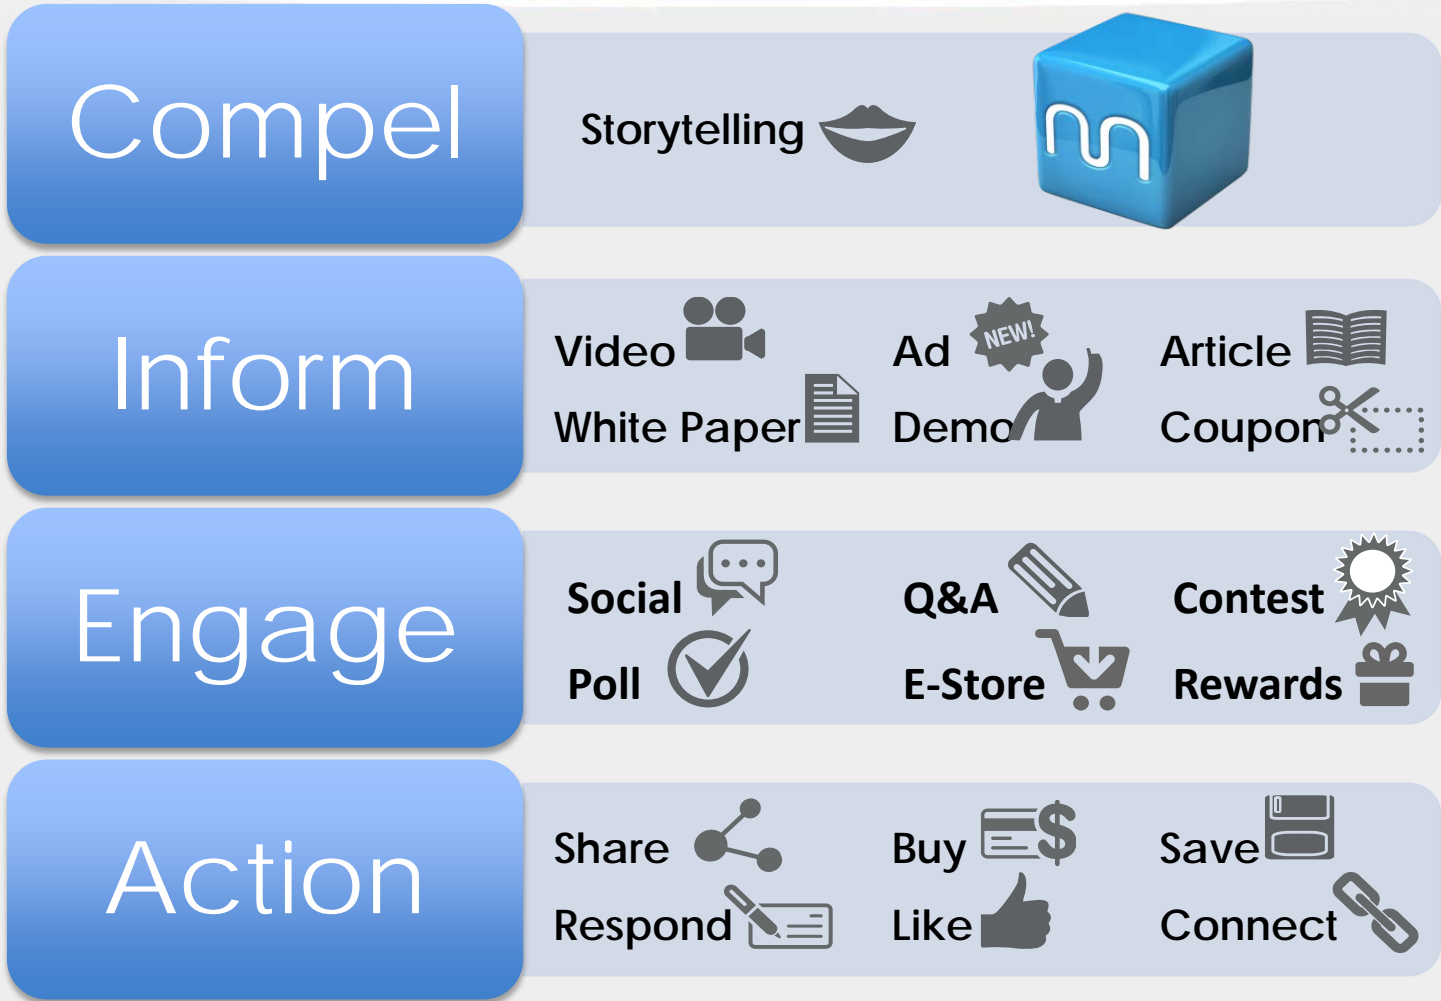 Compel
Storytelling
m
Inform
Video
Ad
NEW!
Article
White Paper
Demo
Coupon
Engage
Social
Q&A
Contest
Poll
E-Store
Rewards
Action
Share
Buy
$
Save
Respond
Like
Connect